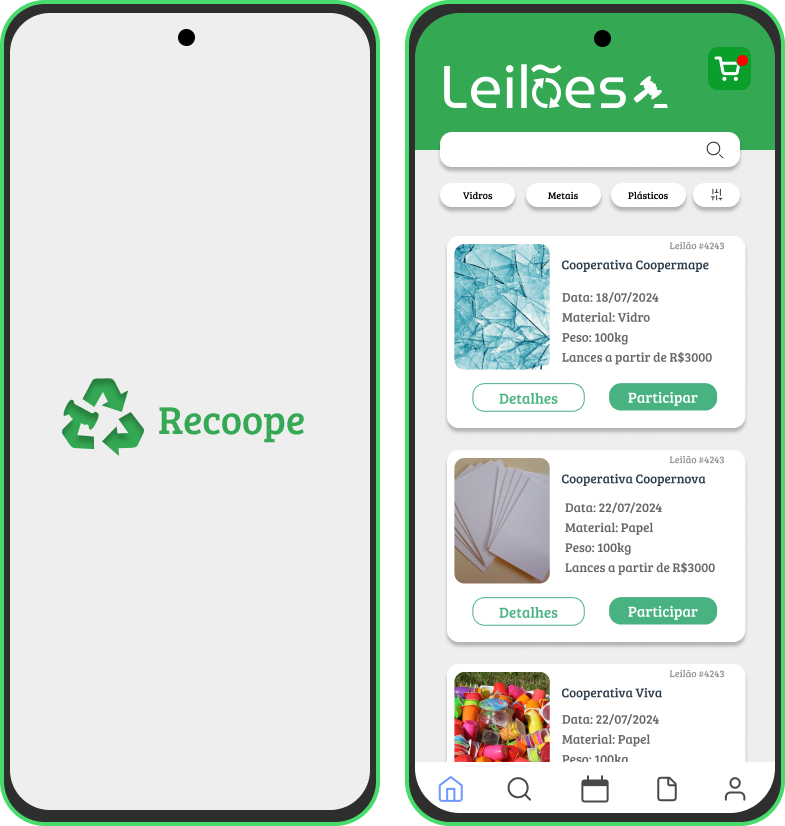 Recoope
Leilões
Vidros
Metais
Plásticos
Leilão #4243
Cooperativa Coopermape
Data: 18/07/2024
Material: Vidro
Peso: 100kg
Lances a partir de R$3000
Detalhes
Participar
Leilão #4243
Cooperativa Coopernova
Data: 22/07/2024
Material: Papel
Peso: 100kg
Lances a partir de R$3000
Detalhes
Participar
Leilão #4243
Cooperativa Viva
Data: 22/07/2024
Material: Papel
Peso: 100kg